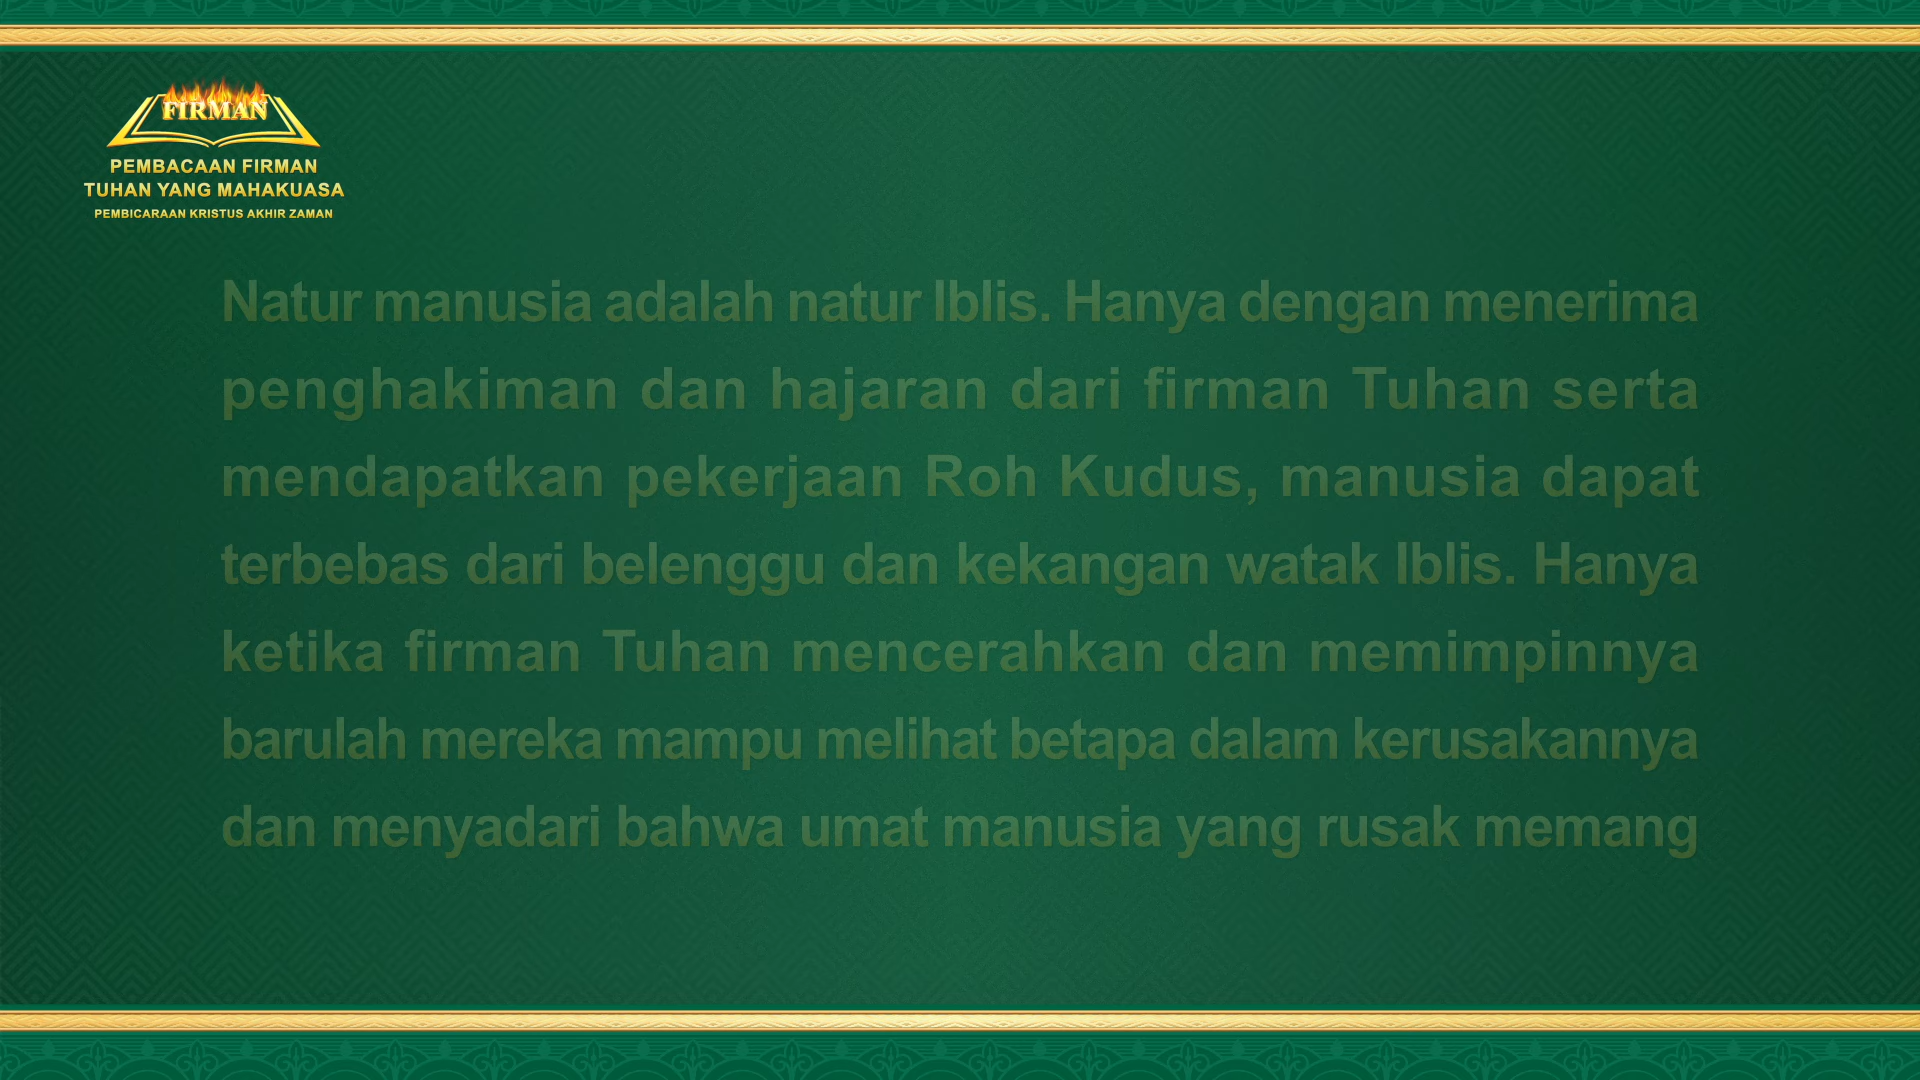 FIRMAN
PEMBACAAN FIRMAN
TUHAN YANG MAHAKUASA
PEMBICARAAN KRISTUS AKHIR ZAMAN
Natur manusia adalah natur Iblis. Hanya dengan menerima
penghakiman dan hajaran dari firman Tuhan serta
mendapatkan pekerjaan Roh Kudus, manusia dapat
terbebas dari belenggu dan kekangan watak Iblis. Hanya
ketika firman Tuhan mencerahkan dan memimpinnya
barulah mereka mampu melihat betapa dalam kerusakannya
dan menyadari bahwa umat manusia yang rusak memang